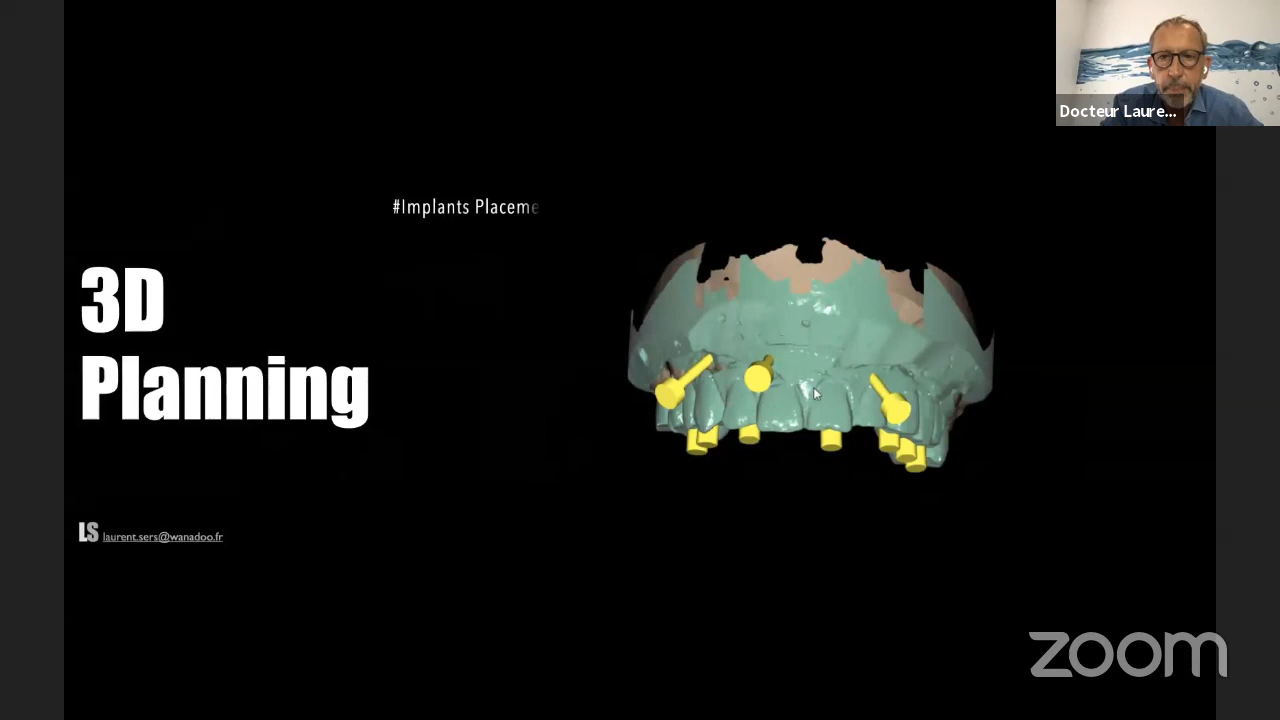 Docteur Laure...
#Implants Placeme
3D
Planning
LS laurent.sers@wanadoo.fr
zoom